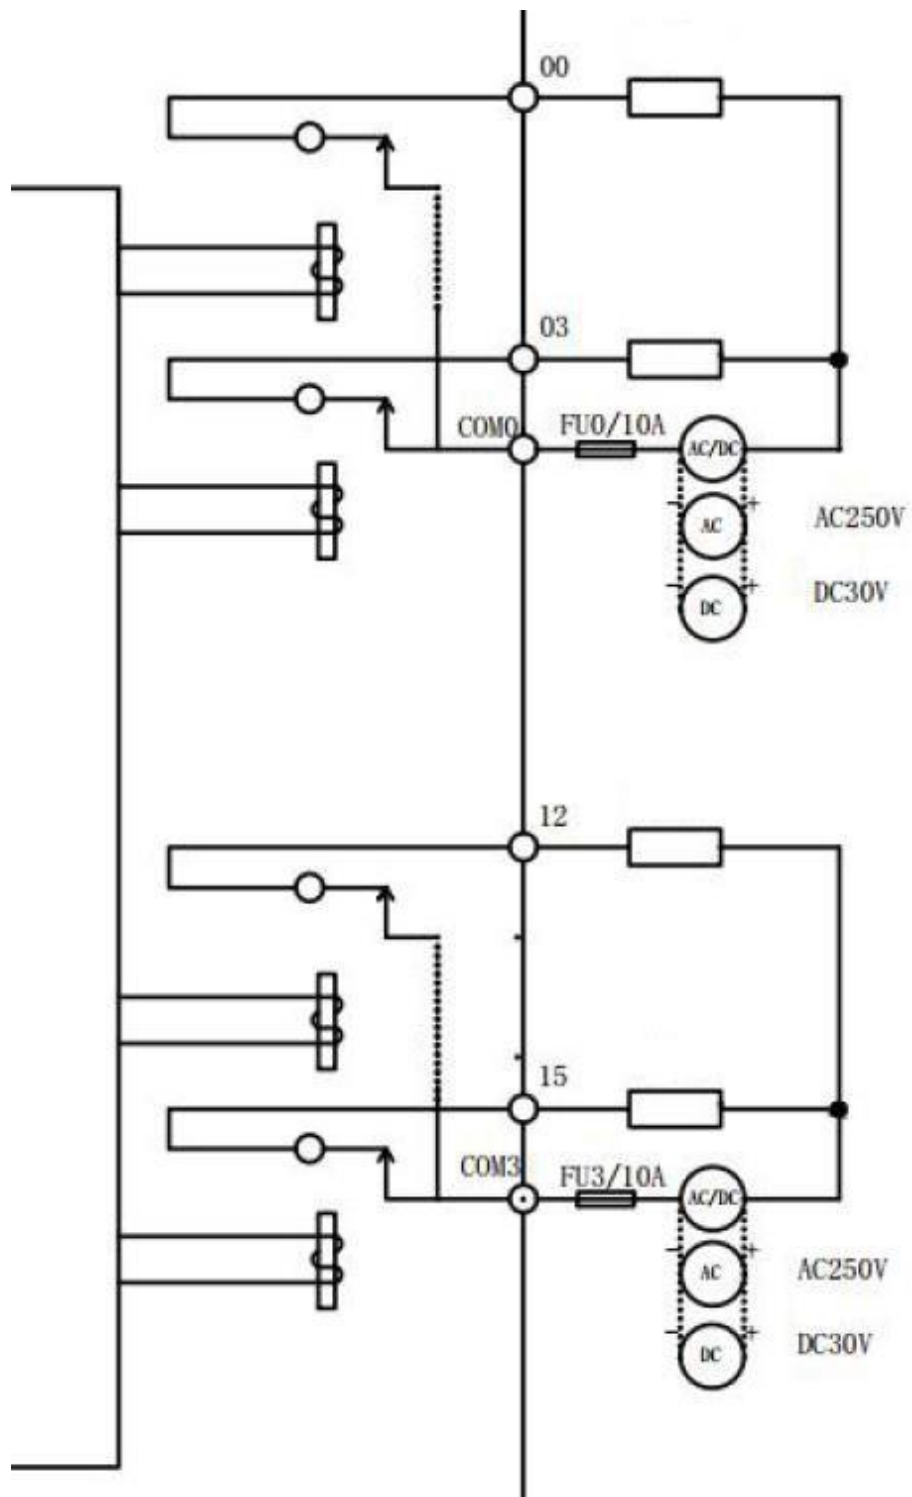 00
03
COM0 FU0/10A AC/DC
- +
AC AC250V
- +
DC DC30V
12
15
COM3 FU3/10A AC/DC
- +
AC AC250V
- +
DC DC30V